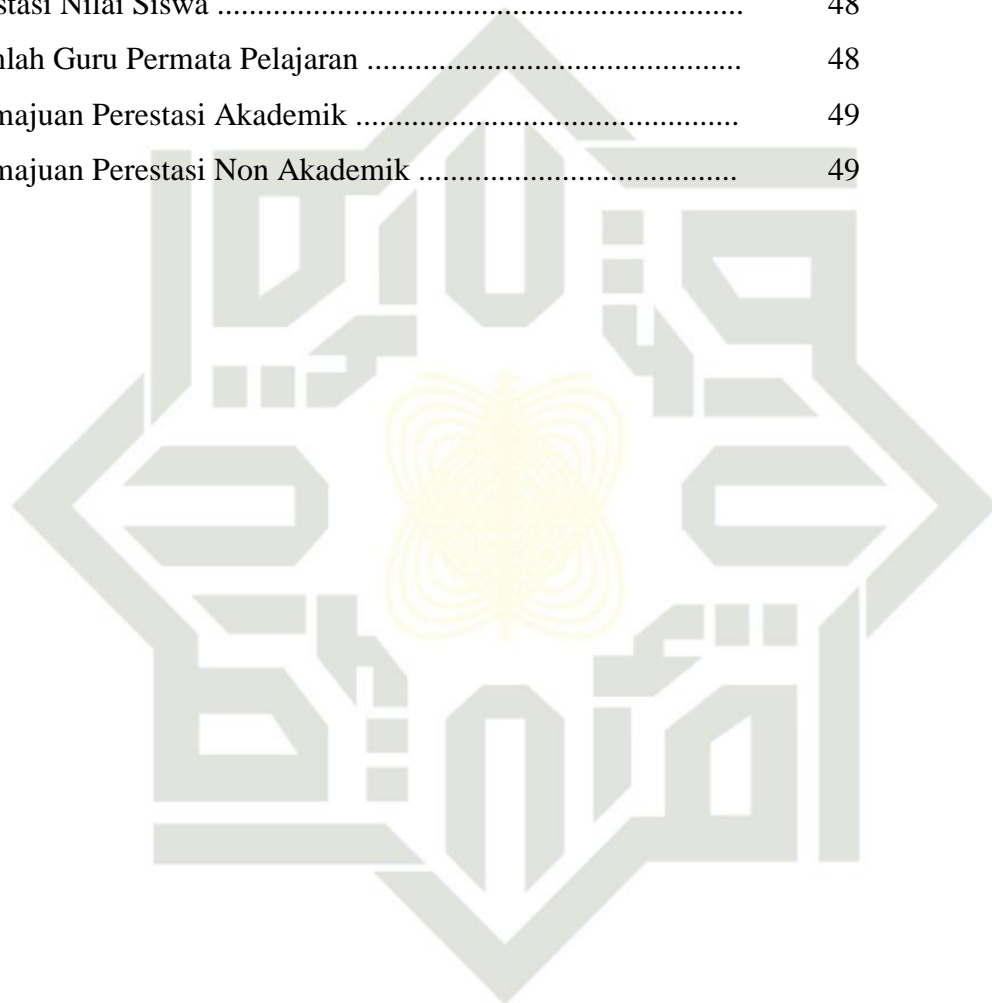 stasi Nilai Siswa .................................................................. 48
nlah Guru Permata Pelajaran ............................................... 48
majuan Perestasi Akademik ................................................ 49
majuan Perestasi Non Akademik ........................................ 49